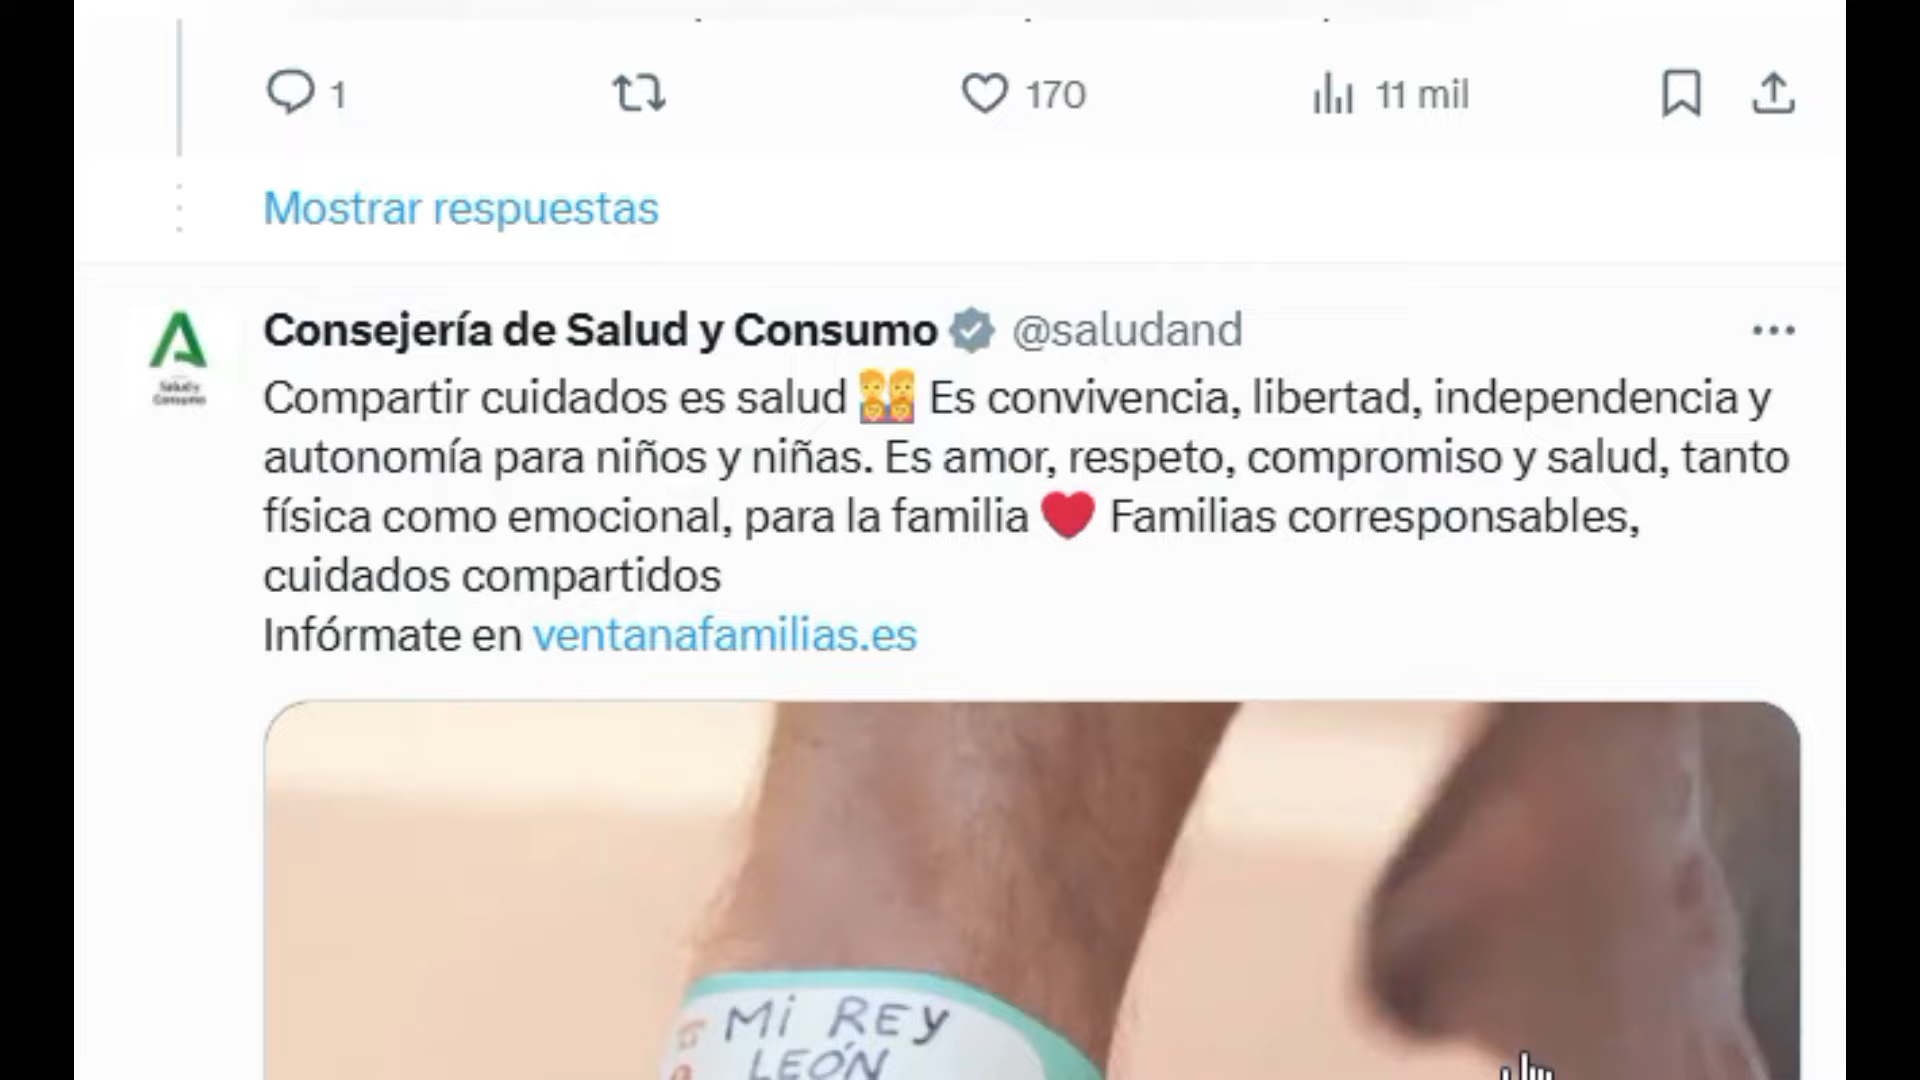 1 170 11 mil
Mostrar respuestas
Consejería de Salud y Consumo @saludand
Salud y
Consumo
Compartir cuidados es salud Es convivencia, libertad, independencia y
autonomía para niños y niñas. Es amor, respeto, compromiso y salud, tanto
física como emocional, para la familia ❤️ Familias corresponsables,
cuidados compartidos
Infórmate en ventanafamilias.es
Mi REy
LEÓN